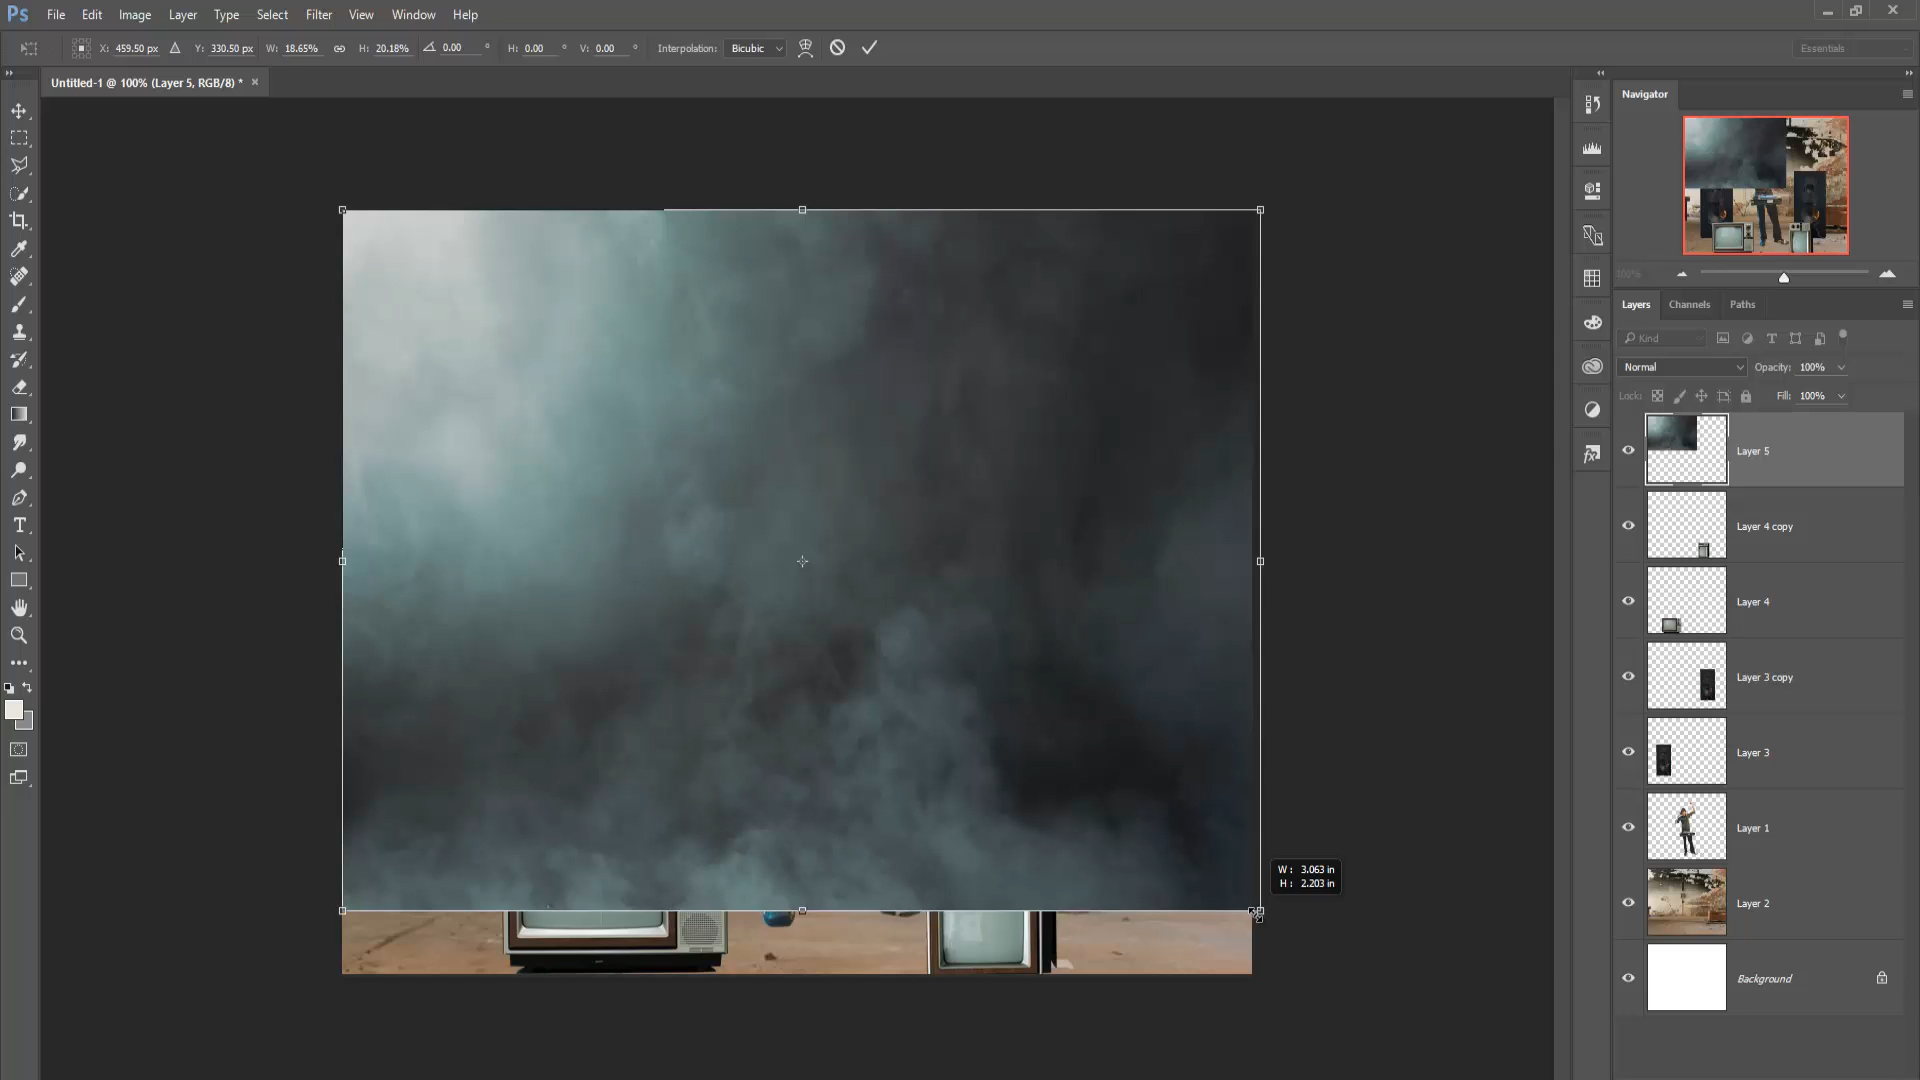 Ps File Edit Image Layer Type Select Filter View Window Help
X: 459.50 px Y: 330.50 px W: 18.65% H: 20.18% 0.00 ° H: 0.00 ° V: 0.00 ° Interpolation: Bicubic Essentials
Untitled-1 @ 100% (Layer 5, RGB/8) * ×
Navigator
100%
Layers Channels Paths
Kind
Normal Opacity: 100%
Lock: Fill: 100%
Layer 5
Layer 4 copy
Layer 4
Layer 3 copy
Layer 3
Layer 1
Layer 2
Background
W: 3.063 in
H: 2.203 in